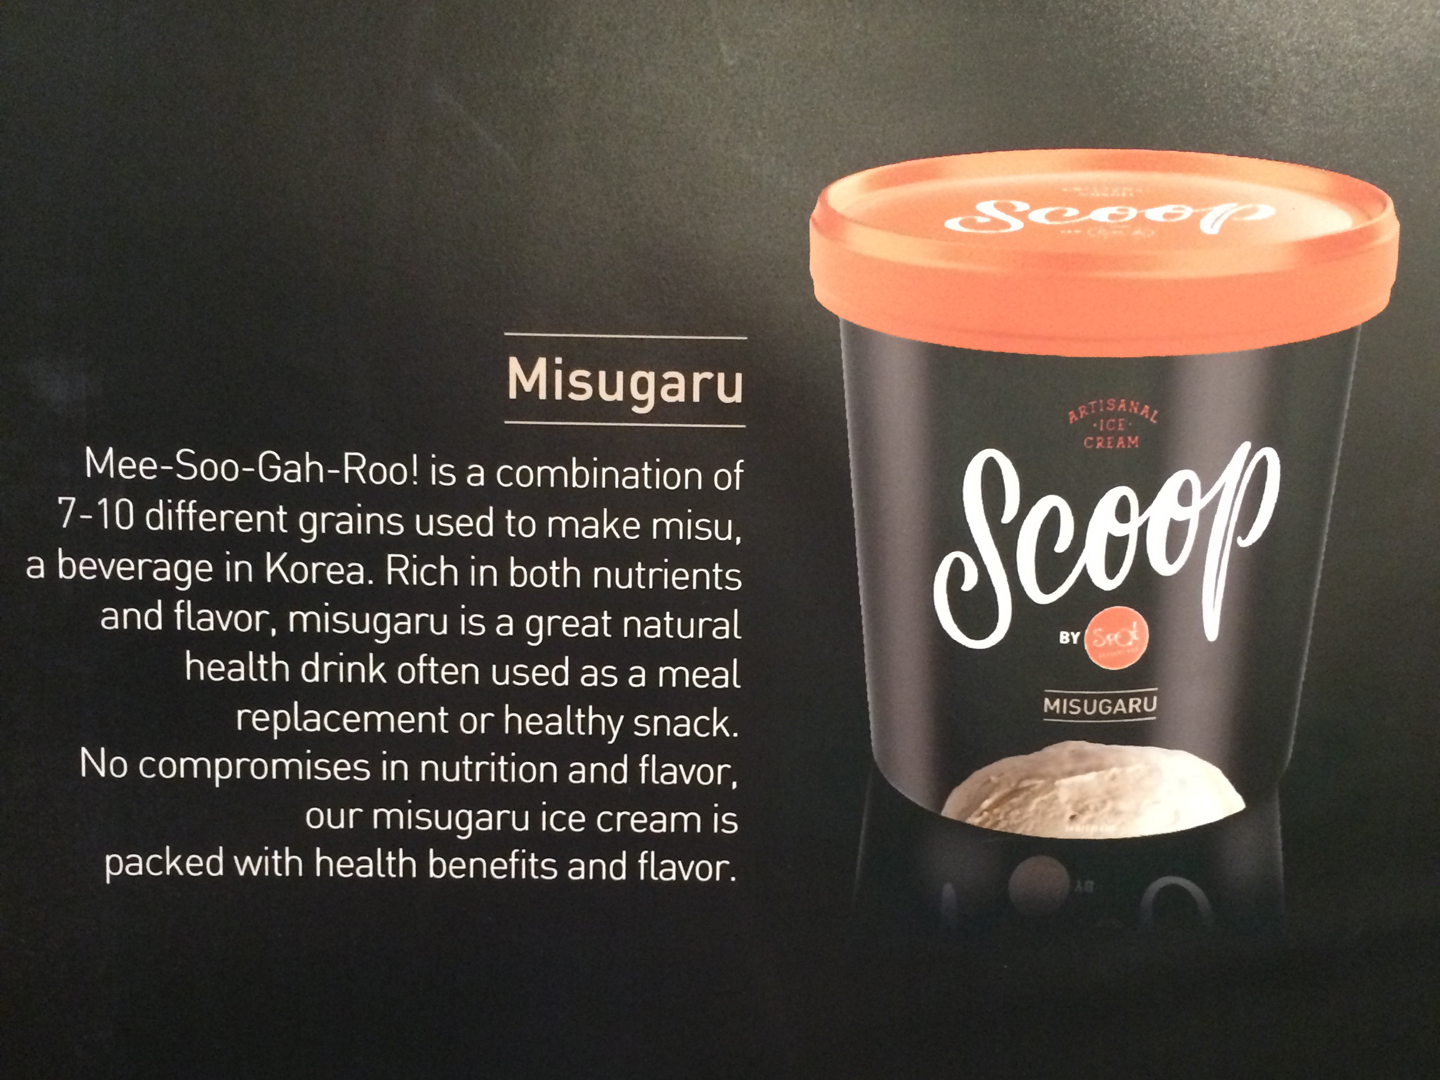 Misugaru
Mee-Soo-Gah-Roo! is a combination of
7-10 different grains used to make misu,
a beverage in Korea. Rich in both nutrients
and flavor, misugaru is a great natural
health drink often used as a meal
replacement or healthy snack.
No compromises in nutrition and flavor,
our misugaru ice cream is
packed with health benefits and flavor.
Scoop
ARTISANAL
·ICE·
CREAM
Scoop
BY Spot
MISUGARU